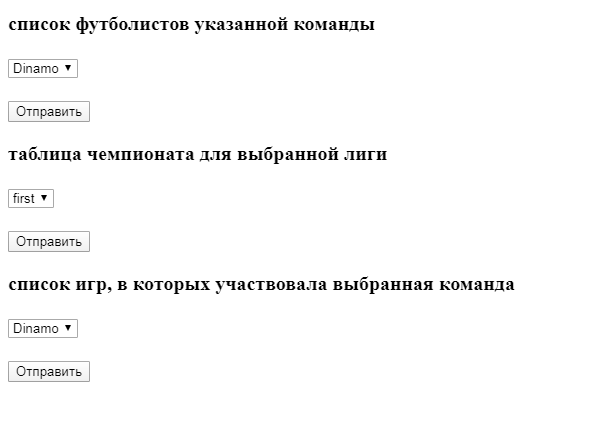 список футболистов указанной команды
Dinamo
Отправить
таблица чемпионата для выбранной лиги
first
Отправить
список игр, в которых участвовала выбранная команда
Dinamo
Отправить